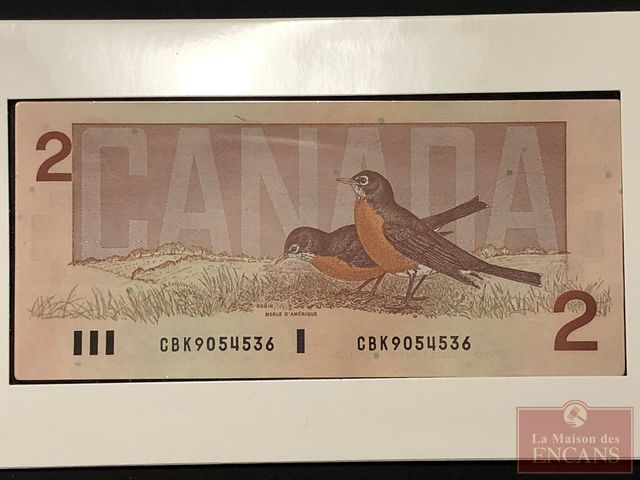 2
CANADA
ROBIN
MERLE D'AMÉRIQUE
CBK9054536 CBK9054536
2
La Maison des
ENCANS